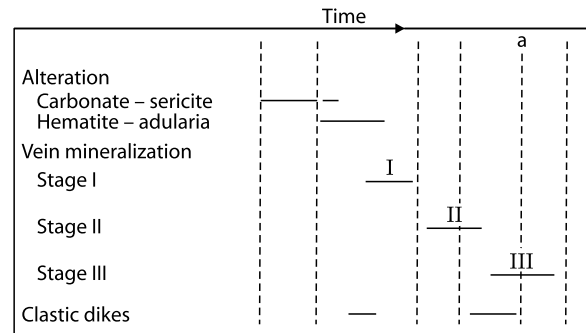 Time
a
Alteration
Carbonate – sericite
Hematite – adularia
Vein mineralization
I
Stage I
II
Stage II
III
Stage III
Clastic dikes